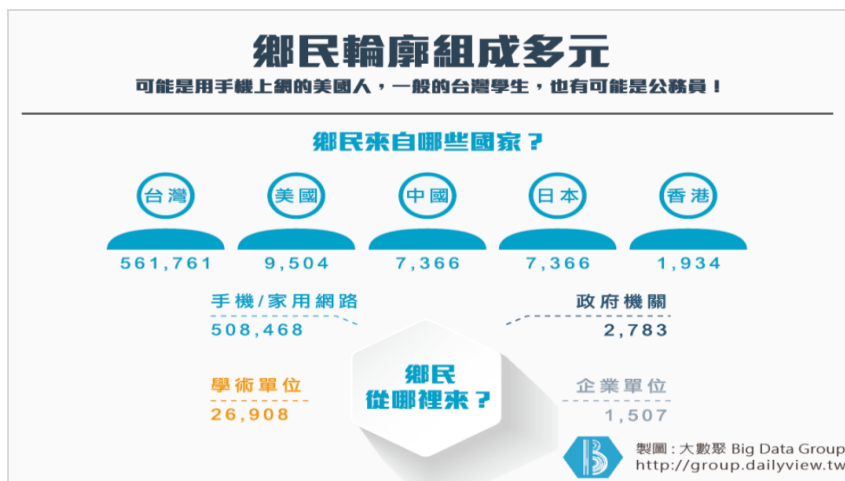 鄉民輪廓組成多元
可能是用手機上網的美國人，一般的台灣學生，也有可能是公務員！
鄉民來自哪些國家？
台灣 美國 中國 日本 香港
561,761 9,504 7,366 7,366 1,934
手機/家用網路 政府機關
508,468 2,783
鄉民
從哪裡來？
學術單位 企業單位
26,908 1,507
製圖：大數聚 Big Data Group
http://group.dailyview.tw